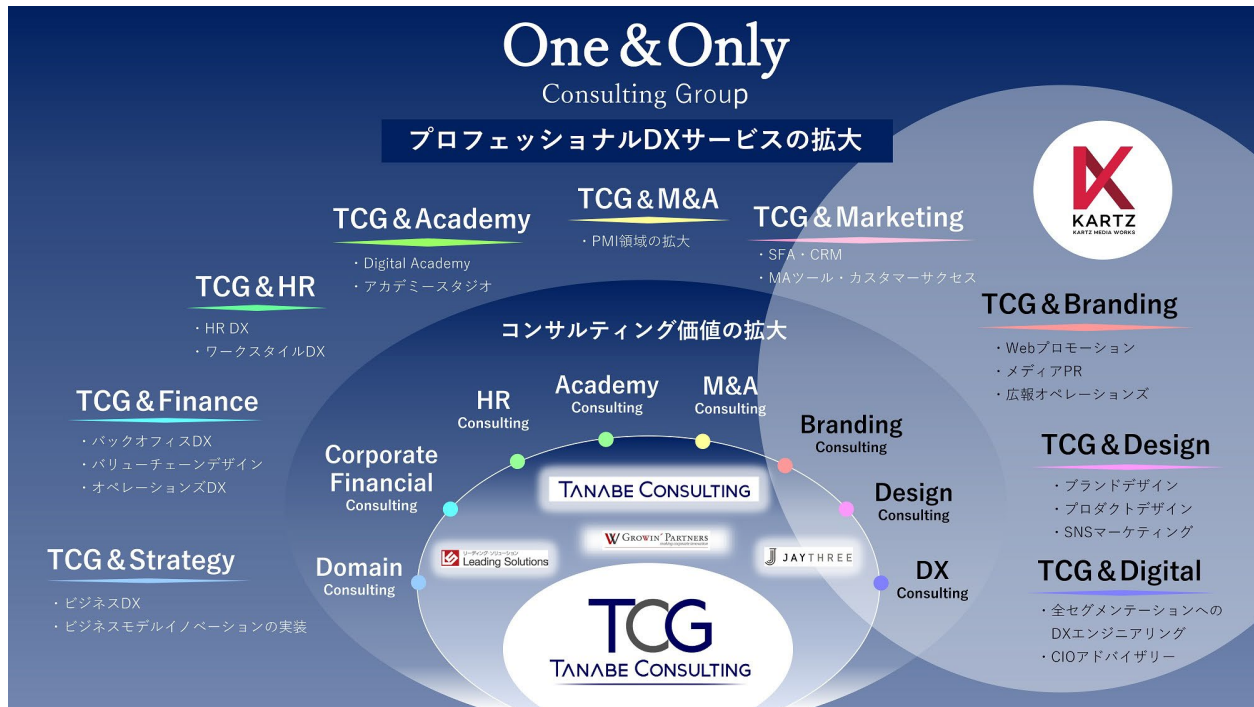 One & Only
Consulting Group
プロフェッショナルDXサービスの拡大
KARTZ
KARTZ MEDIA WORKS
TCG & M&A
・PMI領域の拡大
TCG & Academy
・Digital Academy
・アカデミースタジオ
TCG & Marketing
・SFA・CRM
・MAツール・カスタマーサクセス
TCG & HR
・HR DX
・ワークスタイルDX
TCG & Branding
・Webプロモーション
・メディアPR
・広報オペレーションズ
TCG & Finance
・バックオフィスDX
・バリューチェーンデザイン
・オペレーションズDX
TCG & Design
・ブランドデザイン
・プロダクトデザイン
・SNSマーケティング
TCG & Strategy
・ビジネスDX
・ビジネスモデルイノベーションの実装
TCG & Digital
・全セグメンテーションへの
DXエンジニアリング
・CIOアドバイザリー
コンサルティング価値の拡大
Domain
Consulting
Corporate
Financial
Consulting
HR
Consulting
Academy
Consulting
M&A
Consulting
Branding
Consulting
Design
Consulting
DX
Consulting
TANABE CONSULTING
リーディング ソリューション
Leading Solutions
GROWIN' PARTNERS
JAYTHREE
TCG
TANABE CONSULTING